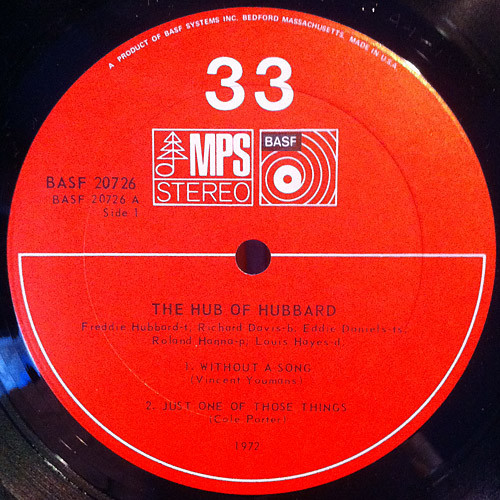 A PRODUCT OF BASF SYSTEMS INC. BEDFORD MASSACHUSETTS. MADE IN U.S.A.
33
MPS
STEREO
BASF
BASF 20726
BASF 20726 A
Side 1
THE HUB OF HUBBARD
Freddie Hubbard-t; Richard Davis-b; Eddie Daniels-ts;
Roland Hanna-p; Louis Hayes-d;
1. WITHOUT A SONG
(Vincent Youmans)
2. JUST ONE OF THOSE THINGS
(Cole Porter)
1972